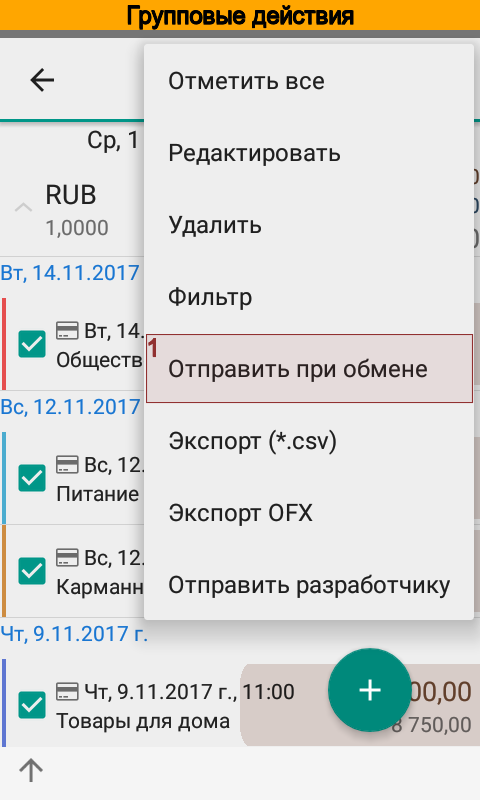 Групповые действия
Отметить все
Ср, 1
Редактировать
RUB
1,0000
Удалить
Вт, 14.11.2017
Фильтр
Вт, 14.
1
Отправить при обмене
Обществ
Вс, 12.11.2017
Экспорт (*.csv)
Вс, 12.
Питание
Экспорт OFX
Вс, 12.
Карманн
Отправить разработчику
Чт, 9.11.2017 г.
Чт, 9.11.2017 г., 11:00
00,00
Товары для дома
8 750,00